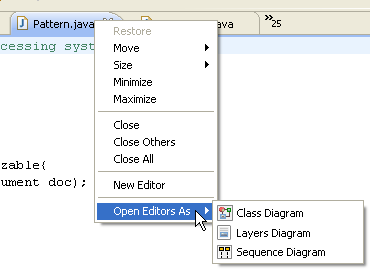 Pattern.java
java
25
cessing syst
Restore
Move
Size
Minimize
Maximize
Close
Close Others
Close All
zable{
ument doc);
New Editor
Open Editors As
Class Diagram
Layers Diagram
Sequence Diagram